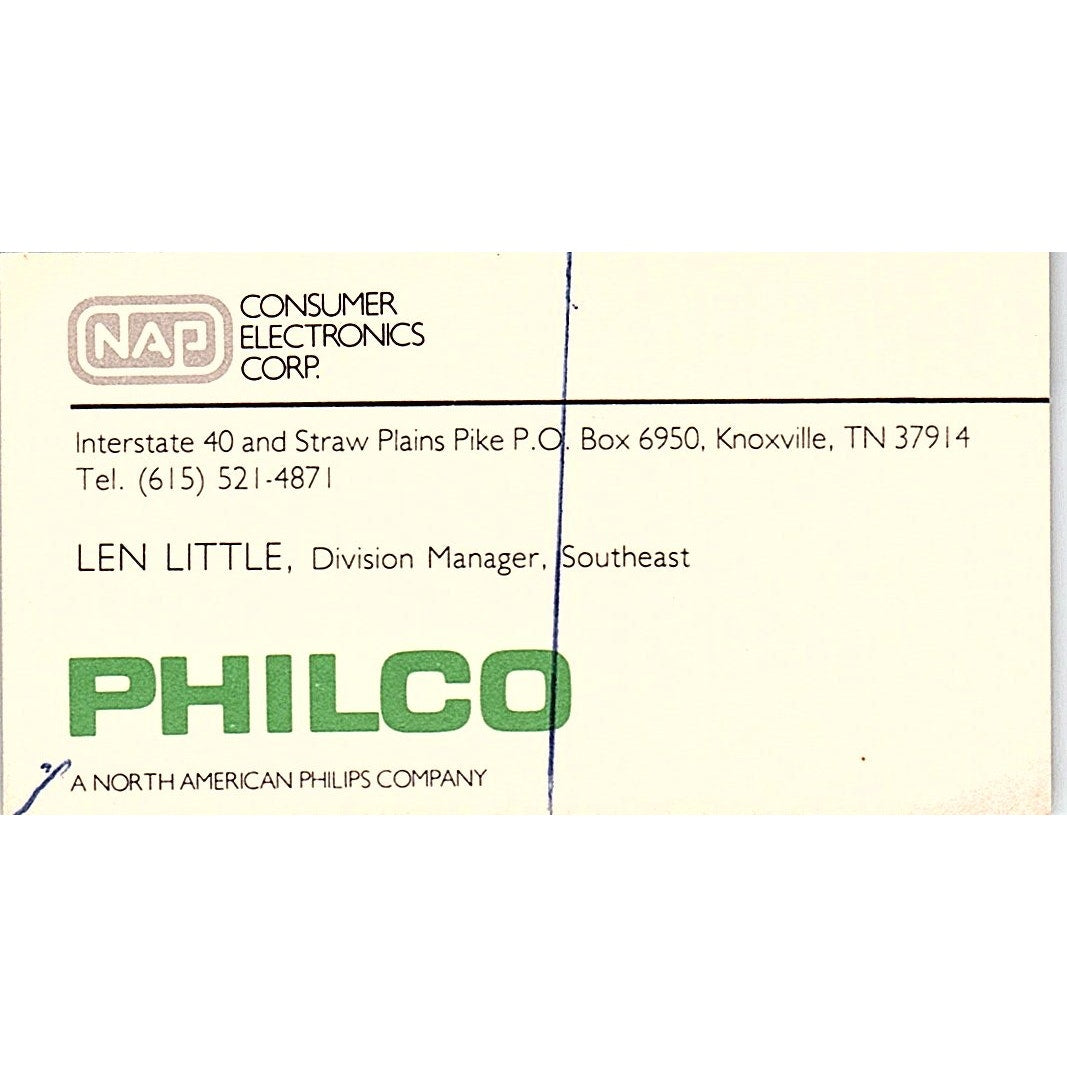 NAP
CONSUMER
ELECTRONICS
CORP.
Interstate 40 and Straw Plains Pike P.O. Box 6950, Knoxville, TN 37914
Tel. (615) 521-4871
LEN LITTLE, Division Manager, Southeast
PHILCO
A NORTH AMERICAN PHILIPS COMPANY